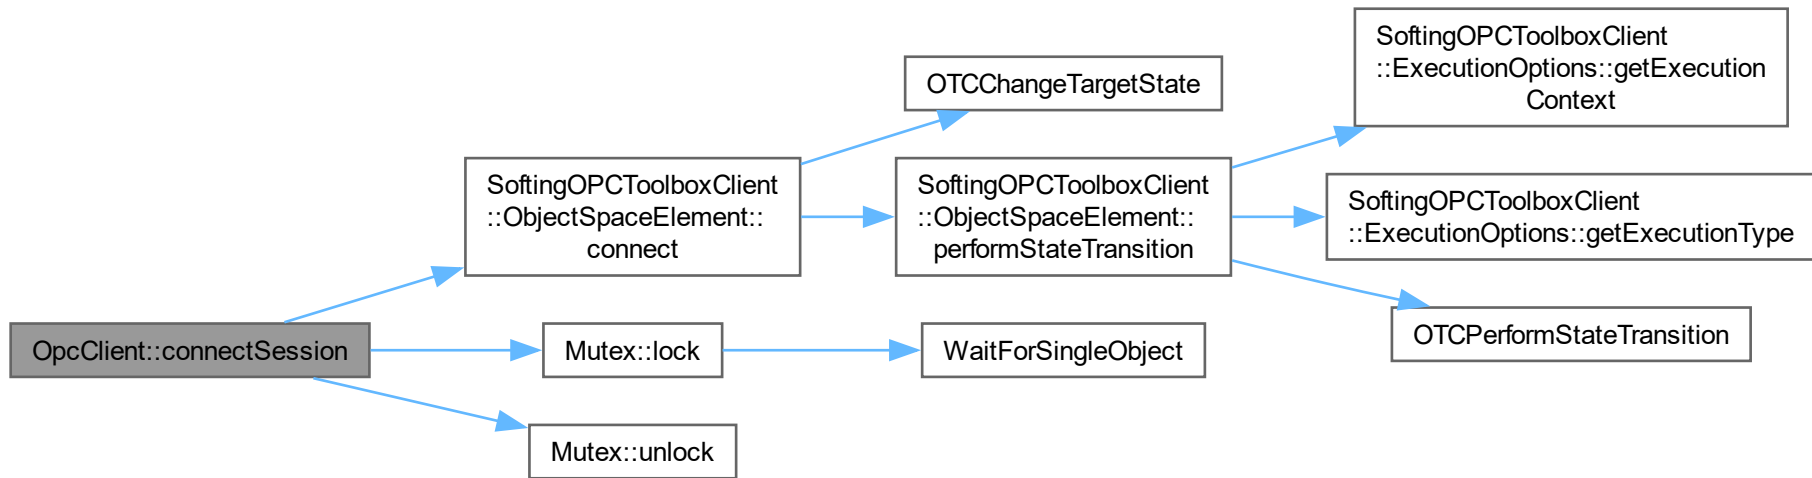 OpcClient::connectSession
SoftingOPCToolboxClient
::ObjectSpaceElement::
connect
Mutex::lock
Mutex::unlock
OTCChangeTargetState
SoftingOPCToolboxClient
::ObjectSpaceElement::
performStateTransition
WaitForSingleObject
SoftingOPCToolboxClient
::ExecutionOptions::getExecution
Context
SoftingOPCToolboxClient
::ExecutionOptions::getExecutionType
OTCPerformStateTransition